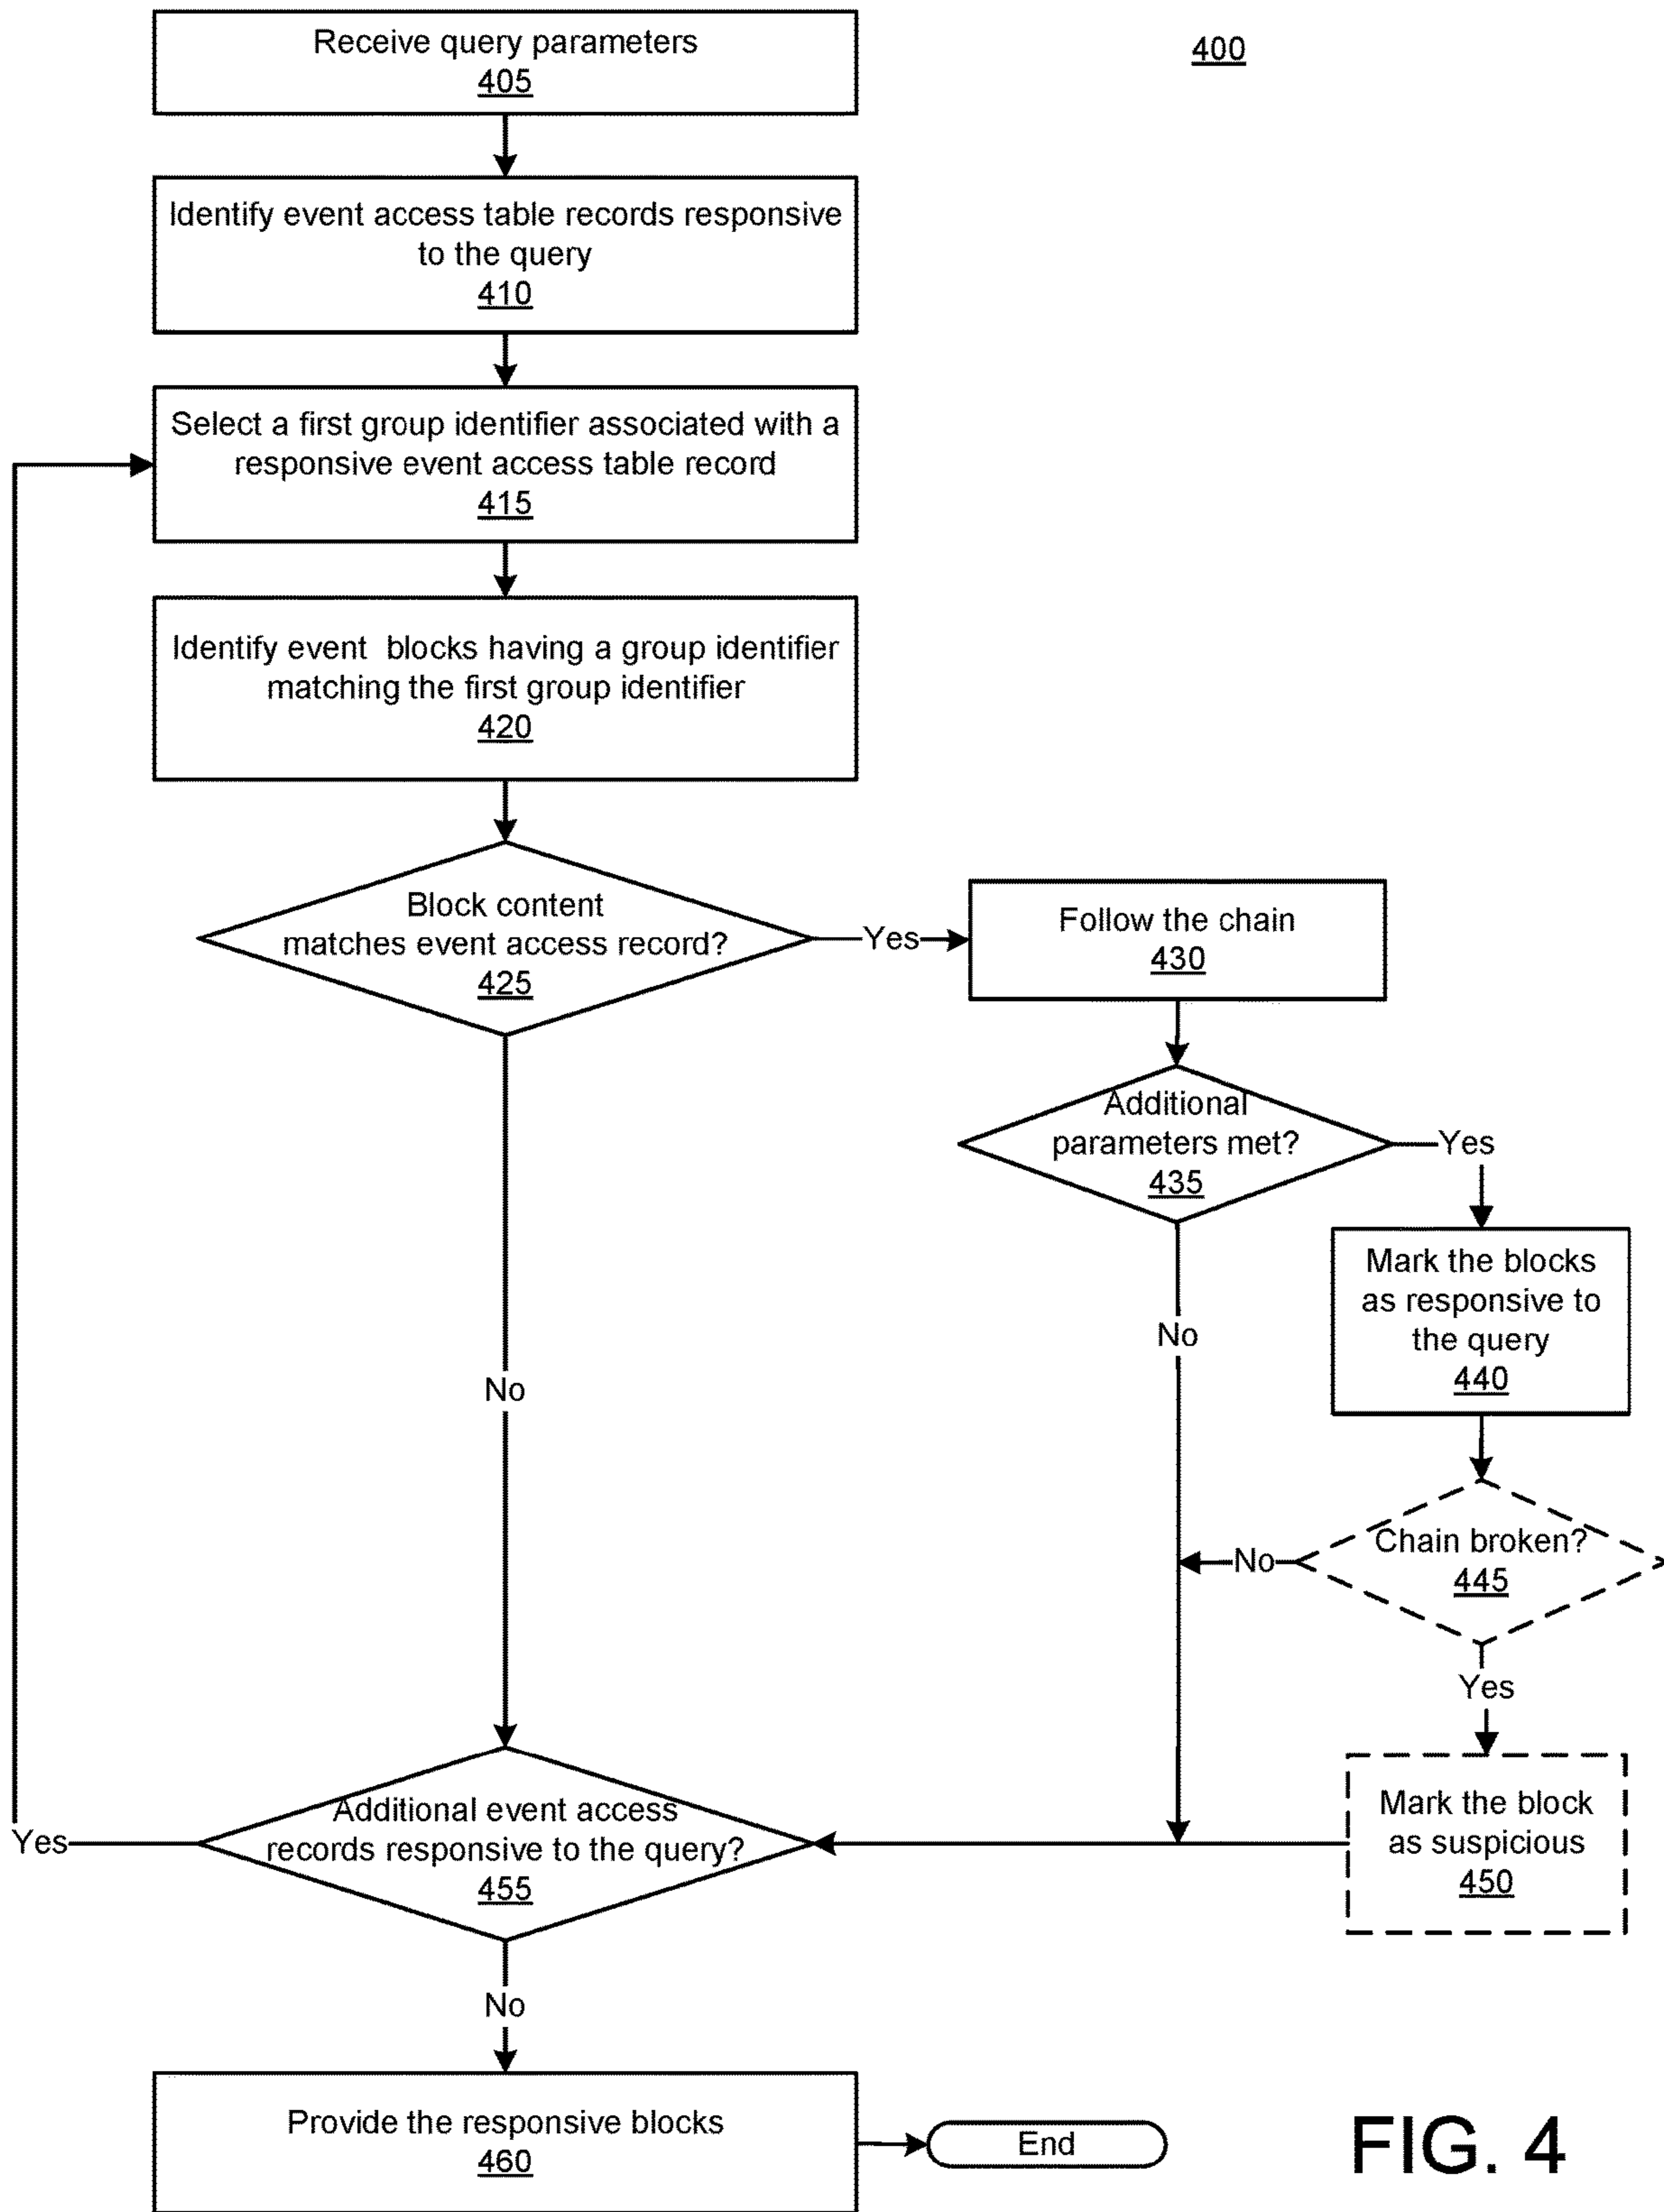 Receive query parameters
405
400
Identify event access table records responsive
to the query
410
Select a first group identifier associated with a
responsive event access table record
415
Identify event blocks having a group identifier
matching the first group identifier
420
Block content
matches event access record?
425
Yes
Follow the chain
430
Additional
parameters met?
435
Yes
Mark the blocks
as responsive to
the query
440
No
No
Chain broken?
445
No
Yes
Mark the block
as suspicious
450
Additional event access
records responsive to the query?
455
Yes
No
Provide the responsive blocks
460
End
FIG. 4